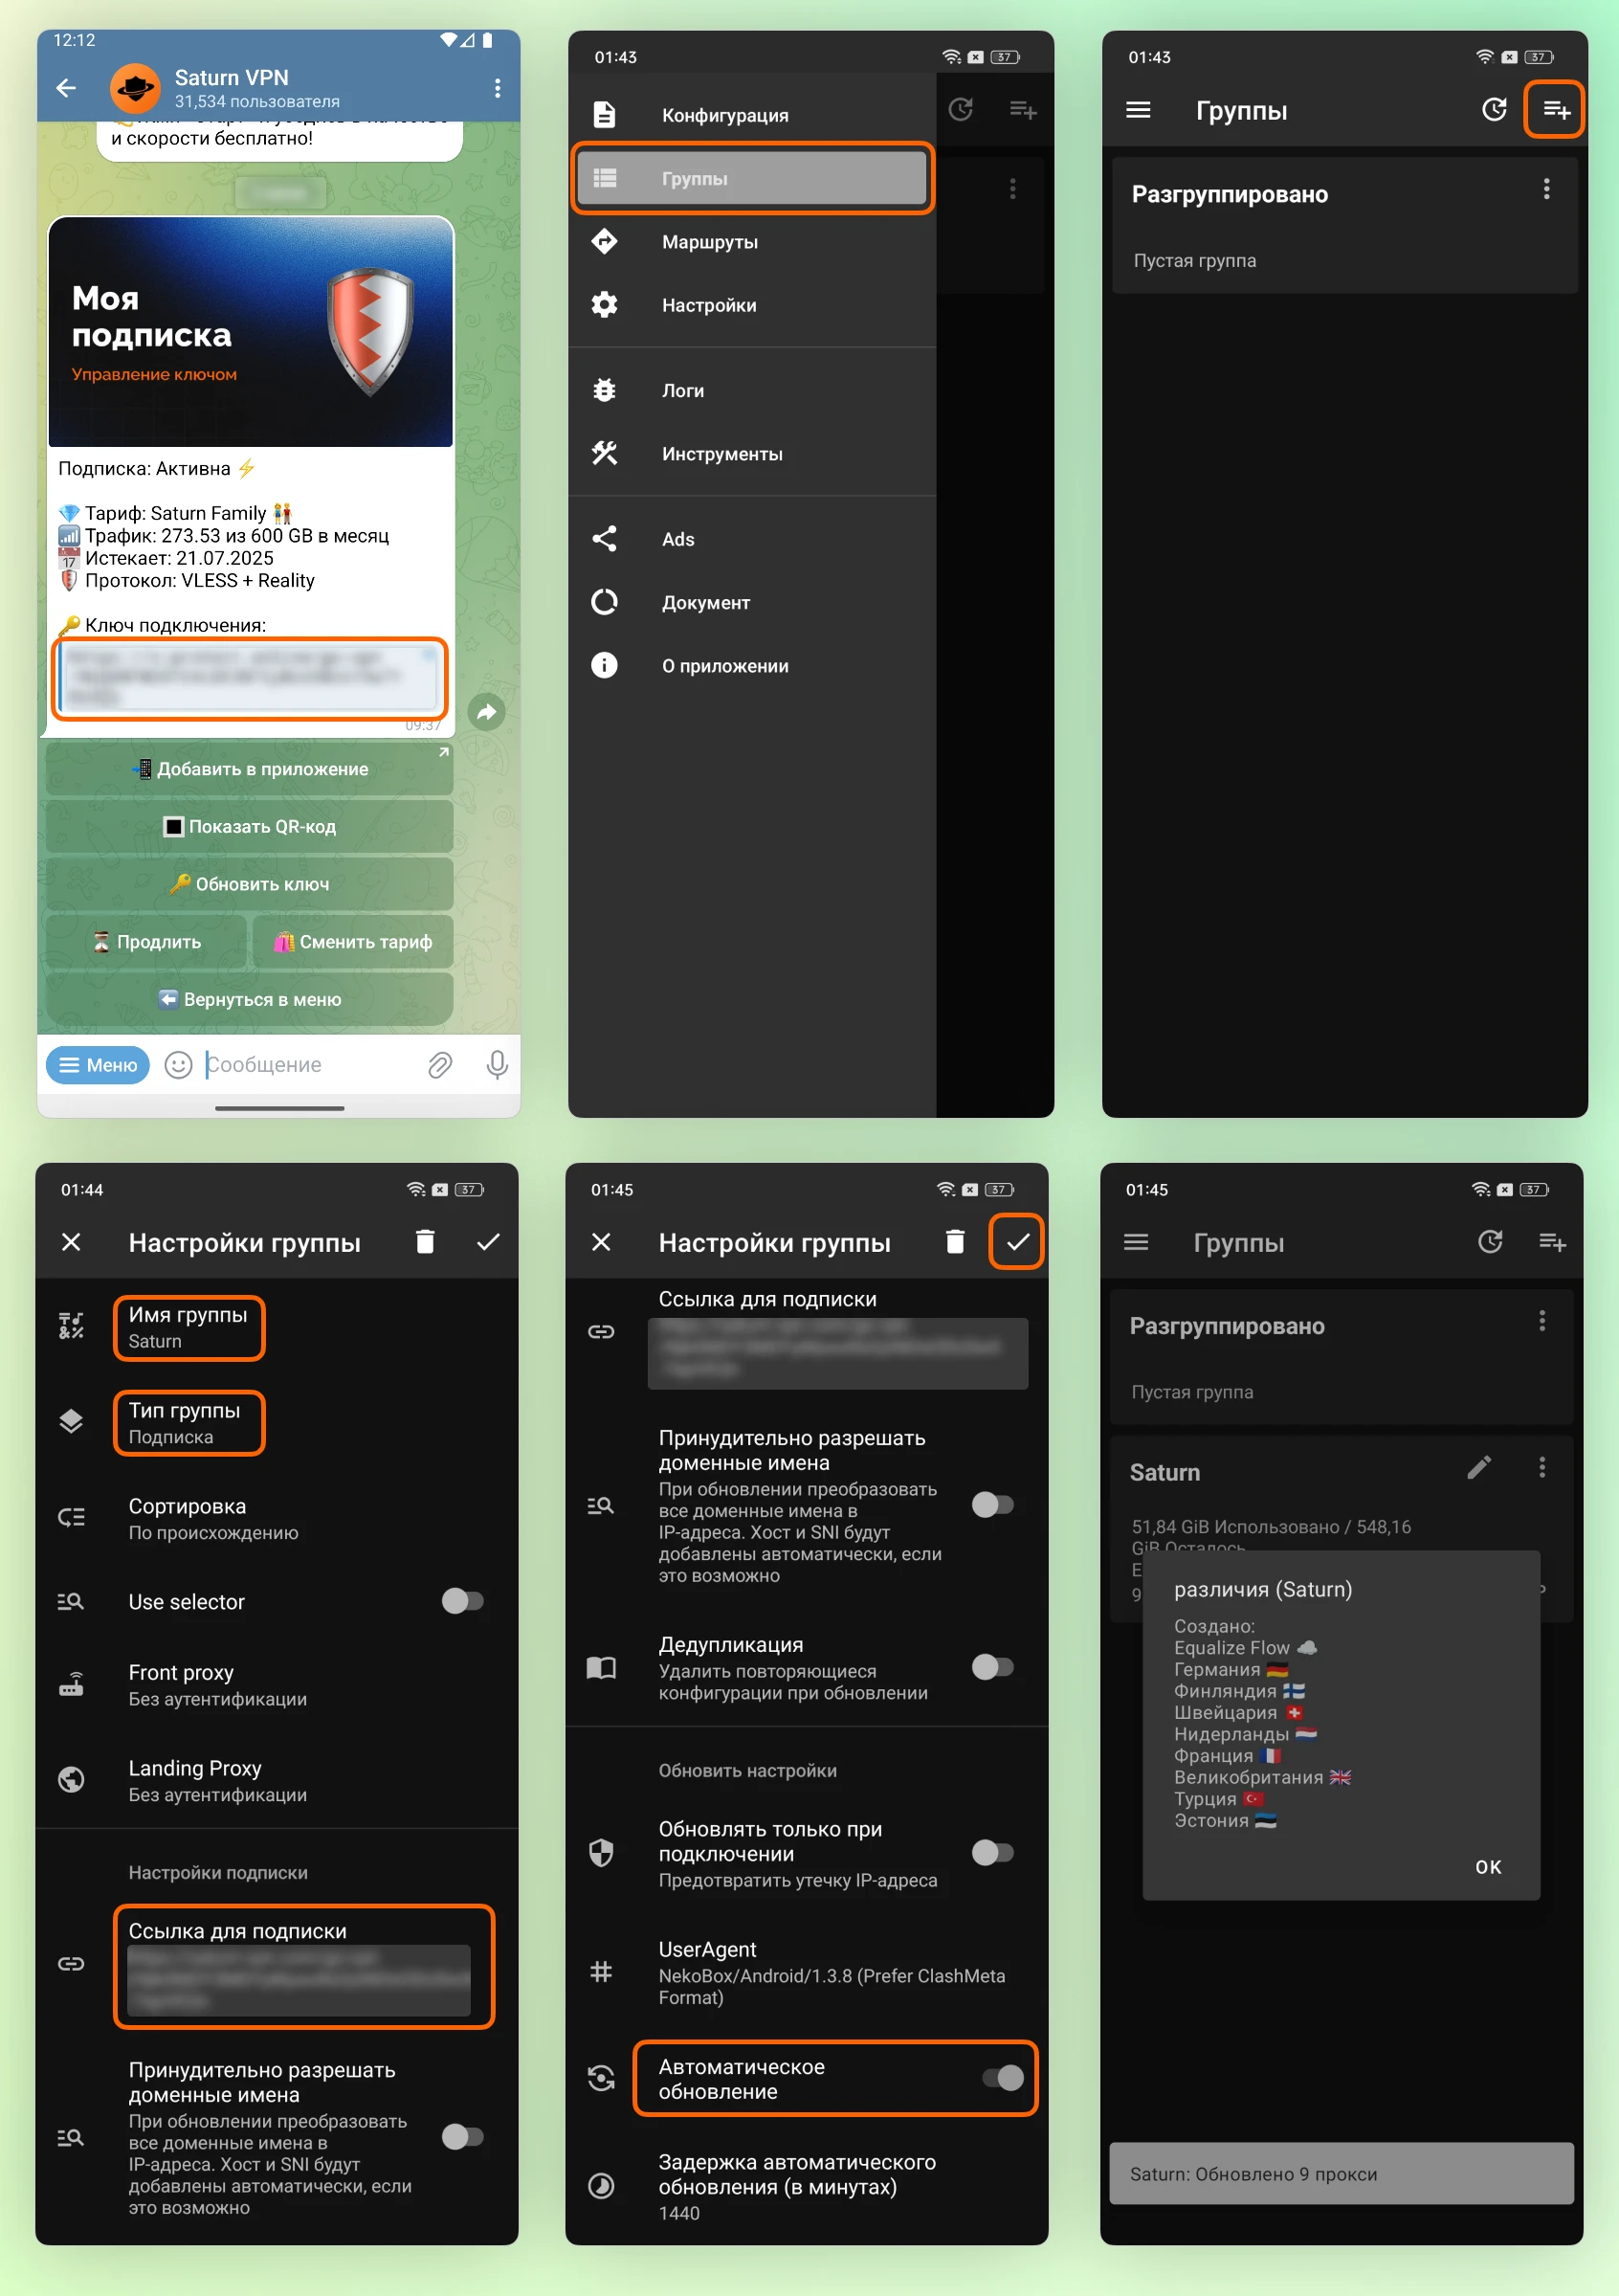 12:12
Saturn VPN
31,534 пользователя
и скорости бесплатно!
Моя
подписка
Управление ключом
Подписка: Активна ⚡
💎 Тариф: Saturn Family 👫
📶 Трафик: 273.53 из 600 GB в месяц
📅 Истекает: 21.07.2025
🛡 Протокол: VLESS + Reality
🔑 Ключ подключения:
09:37
📲 Добавить в приложение
🔳 Показать QR-код
🔑 Обновить ключ
⏳ Продлить
🛍 Сменить тариф
⬅️ Вернуться в меню
Меню
Сообщение
01:43
37
Конфигурация
Группы
Маршруты
Настройки
Логи
Инструменты
Ads
Документ
О приложении
01:43
37
Группы
Разгруппировано
Пустая группа
01:44
37
Настройки группы
Имя группы
Saturn
Тип группы
Подписка
Сортировка
По происхождению
Use selector
Front proxy
Без аутентификации
Landing Proxy
Без аутентификации
Настройки подписки
Ссылка для подписки
Принудительно разрешать
доменные имена
При обновлении преобразовать
все доменные имена в
IP-адреса. Хост и SNI будут
добавлены автоматически, если
это возможно
01:45
37
Настройки группы
Ссылка для подписки
Принудительно разрешать
доменные имена
При обновлении преобразовать
все доменные имена в
IP-адреса. Хост и SNI будут
добавлены автоматически, если
это возможно
Дедупликация
Удалить повторяющиеся
конфигурации при обновлении
Обновить настройки
Обновлять только при
подключении
Предотвратить утечку IP-адреса
UserAgent
NekoBox/Android/1.3.8 (Prefer ClashMeta
Format)
Автоматическое
обновление
Задержка автоматического
обновления (в минутах)
1440
01:45
37
Группы
Разгруппировано
Пустая группа
Saturn
51,84 GiB Использовано / 548,16
GiB Осталось
9
различия (Saturn)
Создано:
Equalize Flow ☁️
Германия 🇩🇪
Финляндия 🇫🇮
Швейцария 🇨🇭
Нидерланды 🇳🇱
Франция 🇫🇷
Великобритания 🇬🇧
Турция 🇹🇷
Эстония 🇪🇪
OK
Saturn: Обновлено 9 прокси